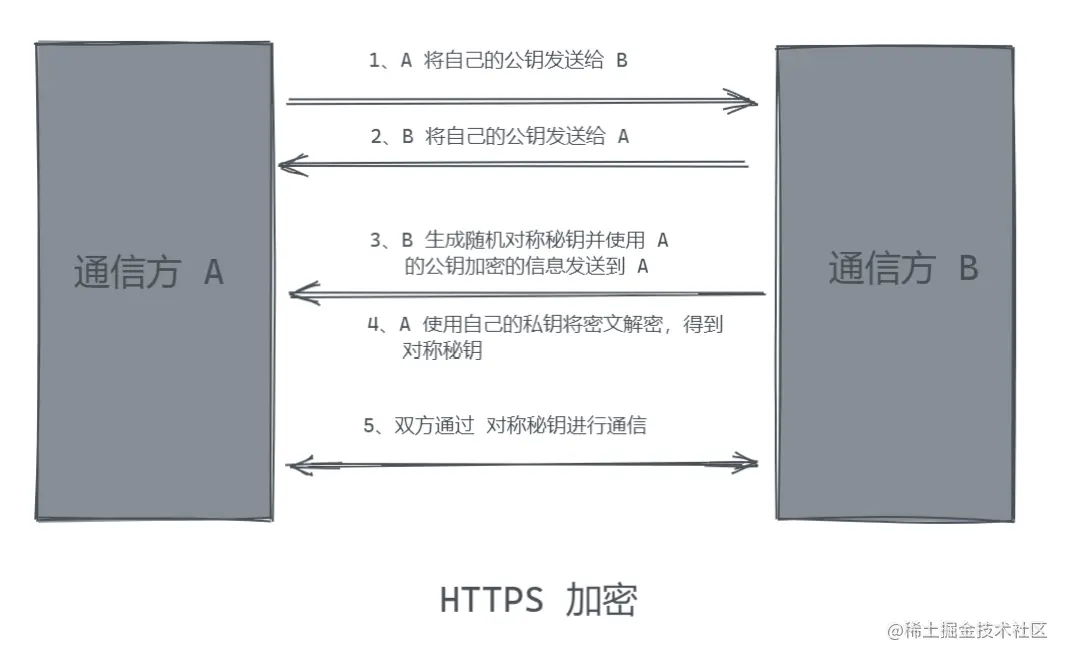 1、A 将自己的公钥发送给 B
2、B 将自己的公钥发送给 A
3、B 生成随机对称秘钥并使用 A
的公钥加密的信息发送到 A
通信方 A
通信方 B
4、A 使用自己的私钥将密文解密，得到
对称秘钥
5、双方通过 对称秘钥进行通信
HTTPS 加密
@稀土掘金技术社区